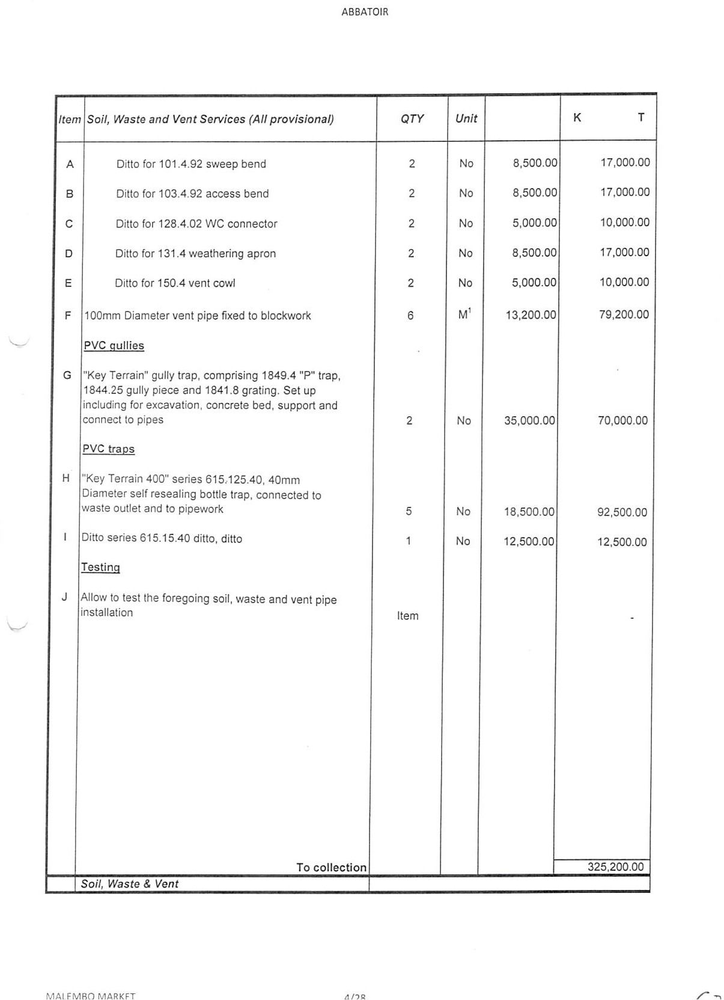 ABBATOIR
Item Soil, Waste and Vent Services (All provisional) QTY Unit K T
A Ditto for 101.4.92 sweep bend 2 No 8,500.00 17,000.00
B Ditto for 103.4.92 access bend 2 No 8,500.00 17,000.00
C Ditto for 128.4.02 WC connector 2 No 5,000.00 10,000.00
D Ditto for 131.4 weathering apron 2 No 8,500.00 17,000.00
E Ditto for 150.4 vent cowl 2 No 5,000.00 10,000.00
F 100mm Diameter vent pipe fixed to blockwork 6 M¹ 13,200.00 79,200.00
PVC gullies
G "Key Terrain" gully trap, comprising 1849.4 "P" trap,
1844.25 gully piece and 1841.8 grating. Set up
including for excavation, concrete bed, support and
connect to pipes 2 No 35,000.00 70,000.00
PVC traps
H "Key Terrain 400" series 615.125.40, 40mm
Diameter self resealing bottle trap, connected to
waste outlet and to pipework 5 No 18,500.00 92,500.00
I Ditto series 615.15.40 ditto, ditto 1 No 12,500.00 12,500.00
Testing
J Allow to test the foregoing soil, waste and vent pipe
installation Item -
To collection 325,200.00
Soil, Waste & Vent
MALEMBO MARKET 4/28